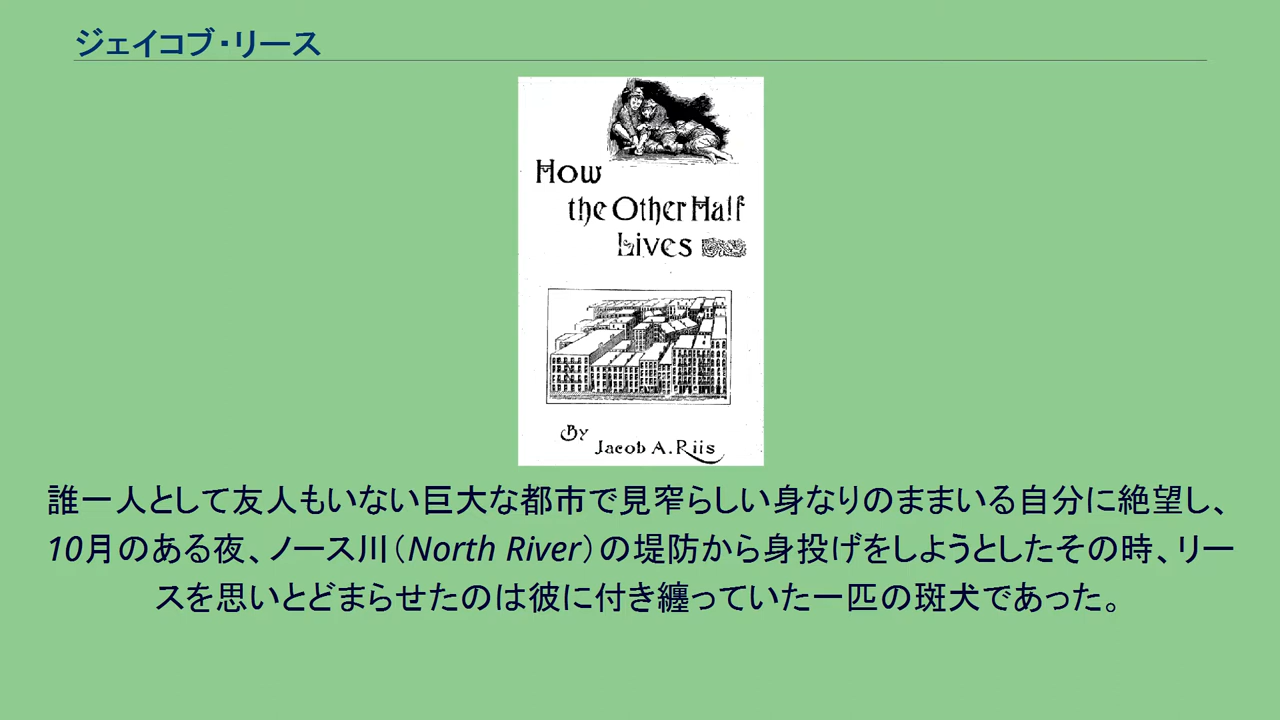 ジェイコブ・リース
How
the Other Half
Lives
By
Jacob A. Riis
誰一人として友人もいない巨大な都市で見窄らしい身なりのままいる自分に絶望し、
10月のある夜、ノース川（North River）の堤防から身投げをしようとしたその時、リー
スを思いとどまらせたのは彼に付き纏っていた一匹の斑犬であった。